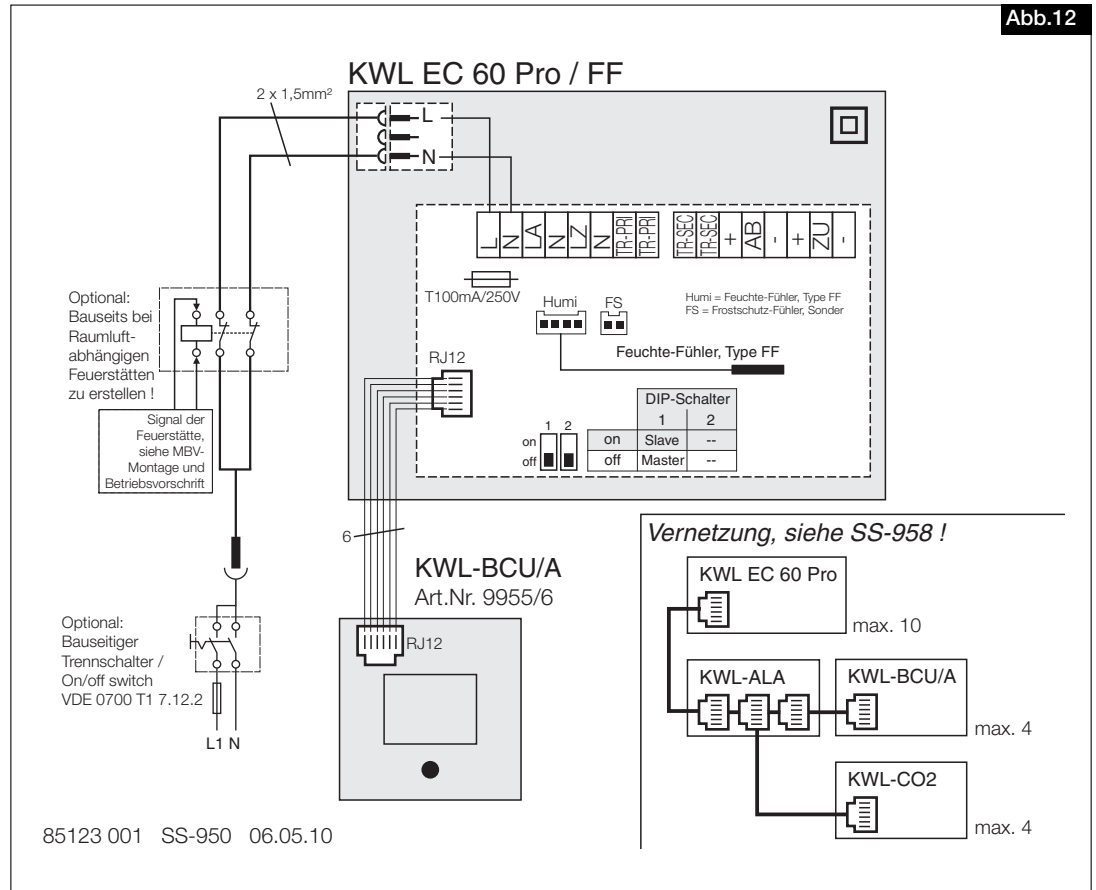 Abb.12
KWL EC 60 Pro / FF
2 x 1,5mm²
L
N
L
N
LA
N
LZ
N
TR-PRI
TR-PRI
TR-SEC
TR-SEC
+
AB
-
+
ZU
-
T100mA/250V
Humi
FS
Humi = Feuchte-Fühler, Type FF
FS = Frostschutz-Fühler, Sonder
Feuchte-Fühler, Type FF
RJ12
DIP-Schalter
1 2
on Slave --
off Master --
1 2
on
off
Optional:
Bauseits bei
Raumluft-
abhängigen
Feuerstätten
zu erstellen !
Signal der
Feuerstätte,
siehe MBV-
Montage und
Betriebsvorschrift
6
KWL-BCU/A
Art.Nr. 9955/6
RJ12
Optional:
Bauseitiger
Trennschalter /
On/off switch
VDE 0700 T1 7.12.2
L1 N
Vernetzung, siehe SS-958 !
KWL EC 60 Pro
max. 10
KWL-ALA
KWL-BCU/A
max. 4
KWL-CO2
max. 4
85123 001 SS-950 06.05.10